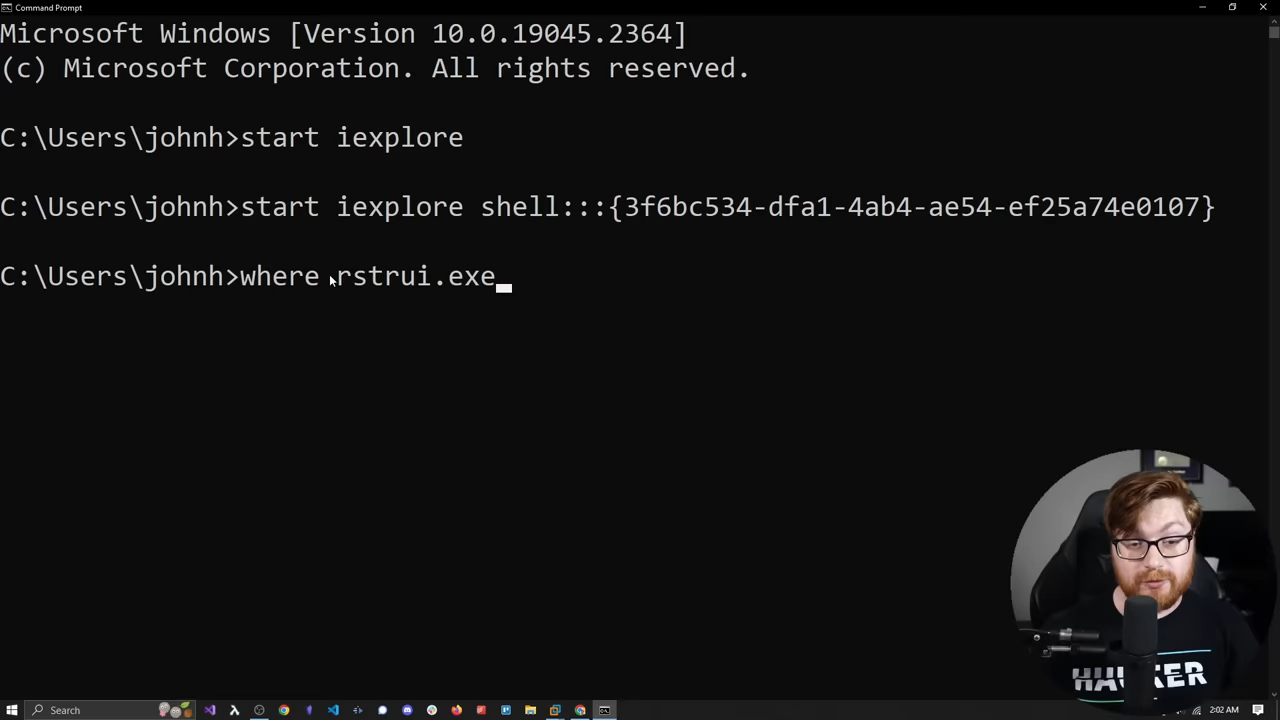 Command Prompt
Microsoft Windows [Version 10.0.19045.2364]
(c) Microsoft Corporation. All rights reserved.
C:\Users\johnh>start iexplore
C:\Users\johnh>start iexplore shell:::{3f6bc534-dfa1-4ab4-ae54-ef25a74e0107}
C:\Users\johnh>where rstrui.exe
Search
2:02 AM